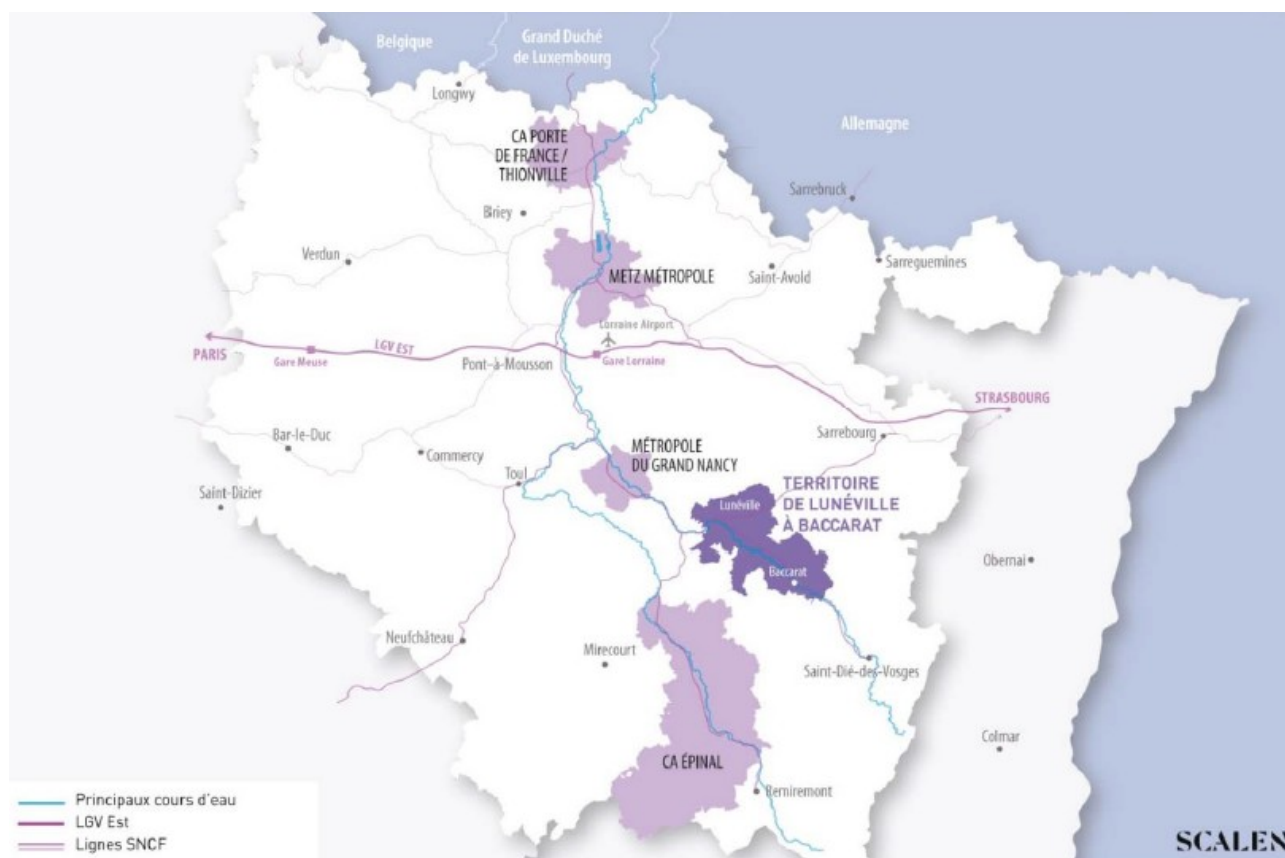 Belgique
Grand Duché
de Luxembourg
Longwy
Allemagne
CA PORTE
DE FRANCE /
THIONVILLE
Sarrebruck
Briey
Verdun
METZ MÉTROPOLE
Saint-Avold
Sarreguemines
Lorraine Airport
PARIS
LGV EST
Gare Meuse
Pont-à-Mousson
Gare Lorraine
STRASBOURG
Bar-le-Duc
Commercy
MÉTROPOLE
DU GRAND NANCY
Sarrebourg
Toul
Saint-Dizier
Lunéville
TERRITOIRE
DE LUNÉVILLE
À BACCARAT
Baccarat
Obernai
Neufchâteau
Mirecourt
Saint-Dié-des-Vosges
Colmar
CA ÉPINAL
Remiremont
Principaux cours d'eau
LGV Est
Lignes SNCF
SCALEN